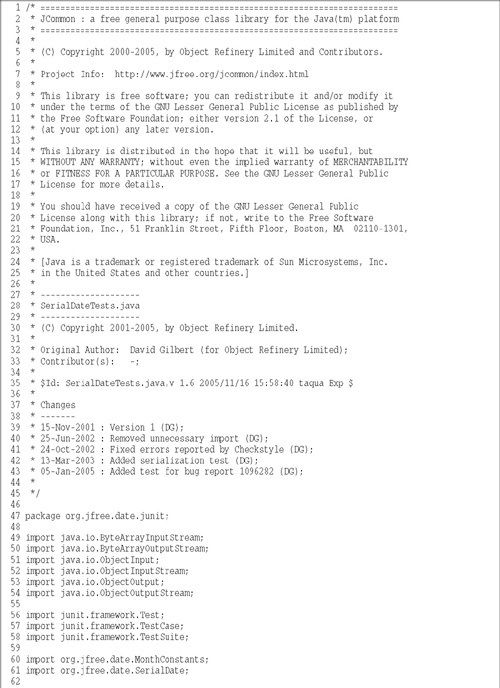 1 /* ========================================================================
2  * JCommon : a free general purpose class library for the Java(tm) platform
3  * ========================================================================
4  *
5  * (C) Copyright 2000-2005, by Object Refinery Limited and Contributors.
6  *
7  * Project Info:  http://www.jfree.org/jcommon/index.html
8  *
9  * This library is free software; you can redistribute it and/or modify it
10  * under the terms of the GNU Lesser General Public License as published by
11  * the Free Software Foundation; either version 2.1 of the License, or
12  * (at your option) any later version.
13  *
14  * This library is distributed in the hope that it will be useful, but
15  * WITHOUT ANY WARRANTY; without even the implied warranty of MERCHANTABILITY
16  * or FITNESS FOR A PARTICULAR PURPOSE. See the GNU Lesser General Public
17  * License for more details.
18  *
19  * You should have received a copy of the GNU Lesser General Public
20  * License along with this library; if not, write to the Free Software
21  * Foundation, Inc., 51 Franklin Street, Fifth Floor, Boston, MA  02110-1301,
22  * USA.
23  *
24  * [Java is a trademark or registered trademark of Sun Microsystems, Inc.
25  * in the United States and other countries.]
26  *
27  * -------------------
28  * SerialDateTests.java
29  * -------------------
30  * (C) Copyright 2001-2005, by Object Refinery Limited.
31  *
32  * Original Author:  David Gilbert (for Object Refinery Limited);
33  * Contributor(s):   -;
34  *
35  * $Id: SerialDateTests.java.v 1.6 2005/11/16 15:58:40 taqua Exp $
36  *
37  * Changes
38  * -------
39  * 15-Nov-2001 : Version 1 (DG);
40  * 25-Jun-2002 : Removed unnecessary import (DG);
41  * 24-Oct-2002 : Fixed errors reported by Checkstyle (DG);
42  * 13-Mar-2003 : Added serialization test (DG);
43  * 05-Jan-2005 : Added test for bug report 1096282 (DG);
44  *
45  */
46
47 package org.jfree.date.junit;
48
49 import java.io.ByteArrayInputStream;
50 import java.io.ByteArrayOutputStream;
51 import java.io.ObjectInput;
52 import java.io.ObjectInputStream;
53 import java.io.ObjectOutput;
54 import java.io.ObjectOutputStream;
55
56 import junit.framework.Test;
57 import junit.framework.TestCase;
58 import junit.framework.TestSuite;
59
60 import org.jfree.date.MonthConstants;
61 import org.jfree.date.SerialDate;
62